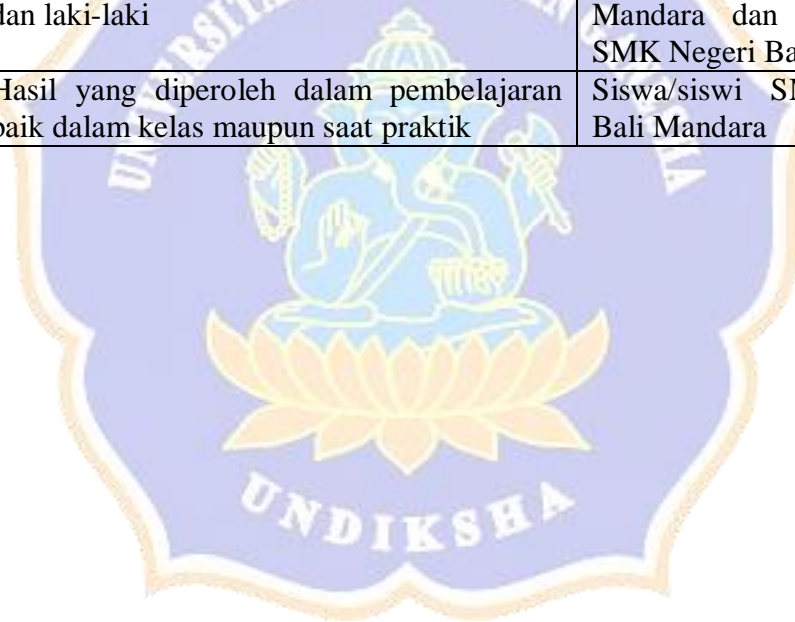 dan laki-laki
Mandara dan
SMK Negeri Ba
Hasil yang diperoleh dalam pembelajaran
baik dalam kelas maupun saat praktik
Siswa/siswi SM
Bali Mandara
UNDIKSHA